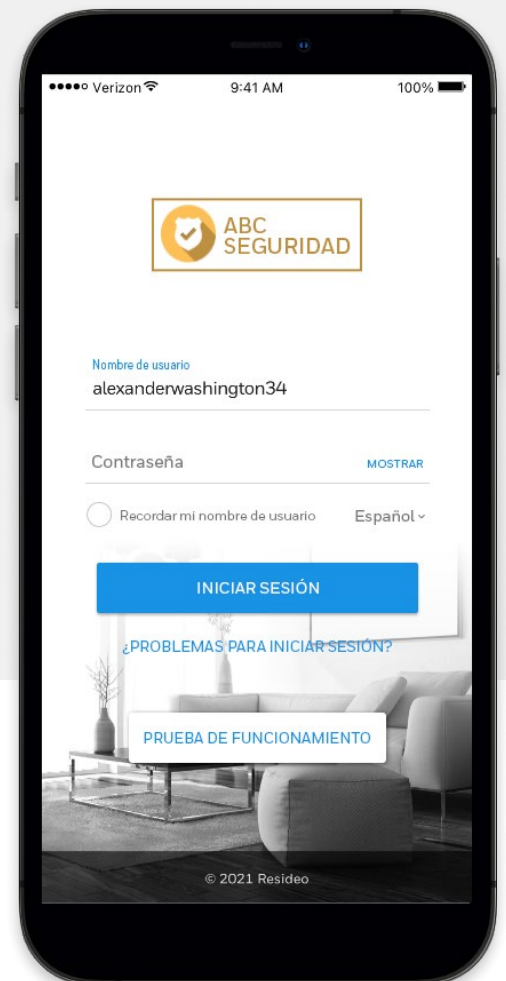 Verizon
9:41 AM
100%
ABC
SEGURIDAD
Nombre de usuario
alexanderwashington34
Contraseña
MOSTRAR
Recordar mi nombre de usuario
Español
INICIAR SESIÓN
¿PROBLEMAS PARA INICIAR SESIÓN?
PRUEBA DE FUNCIONAMIENTO
© 2021 Resideo